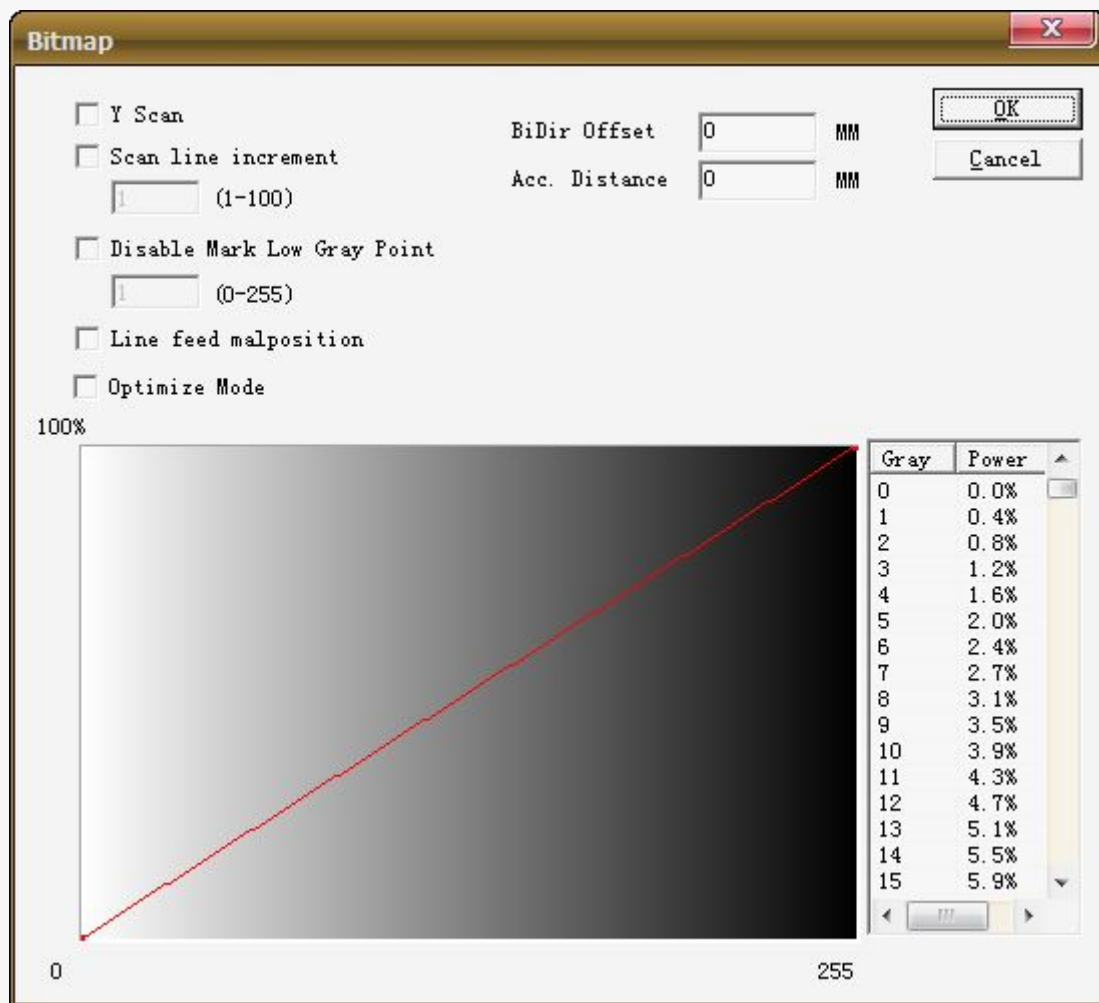 Bitmap
Y Scan
Scan line increment
1 (1-100)
Disable Mark Low Gray Point
1 (0-255)
Line feed malposition
Optimize Mode
BiDir Offset 0 MM
Acc. Distance 0 MM
OK
Cancel
100%
0 255
Gray Power
0 0.0%
1 0.4%
2 0.8%
3 1.2%
4 1.6%
5 2.0%
6 2.4%
7 2.7%
8 3.1%
9 3.5%
10 3.9%
11 4.3%
12 4.7%
13 5.1%
14 5.5%
15 5.9%